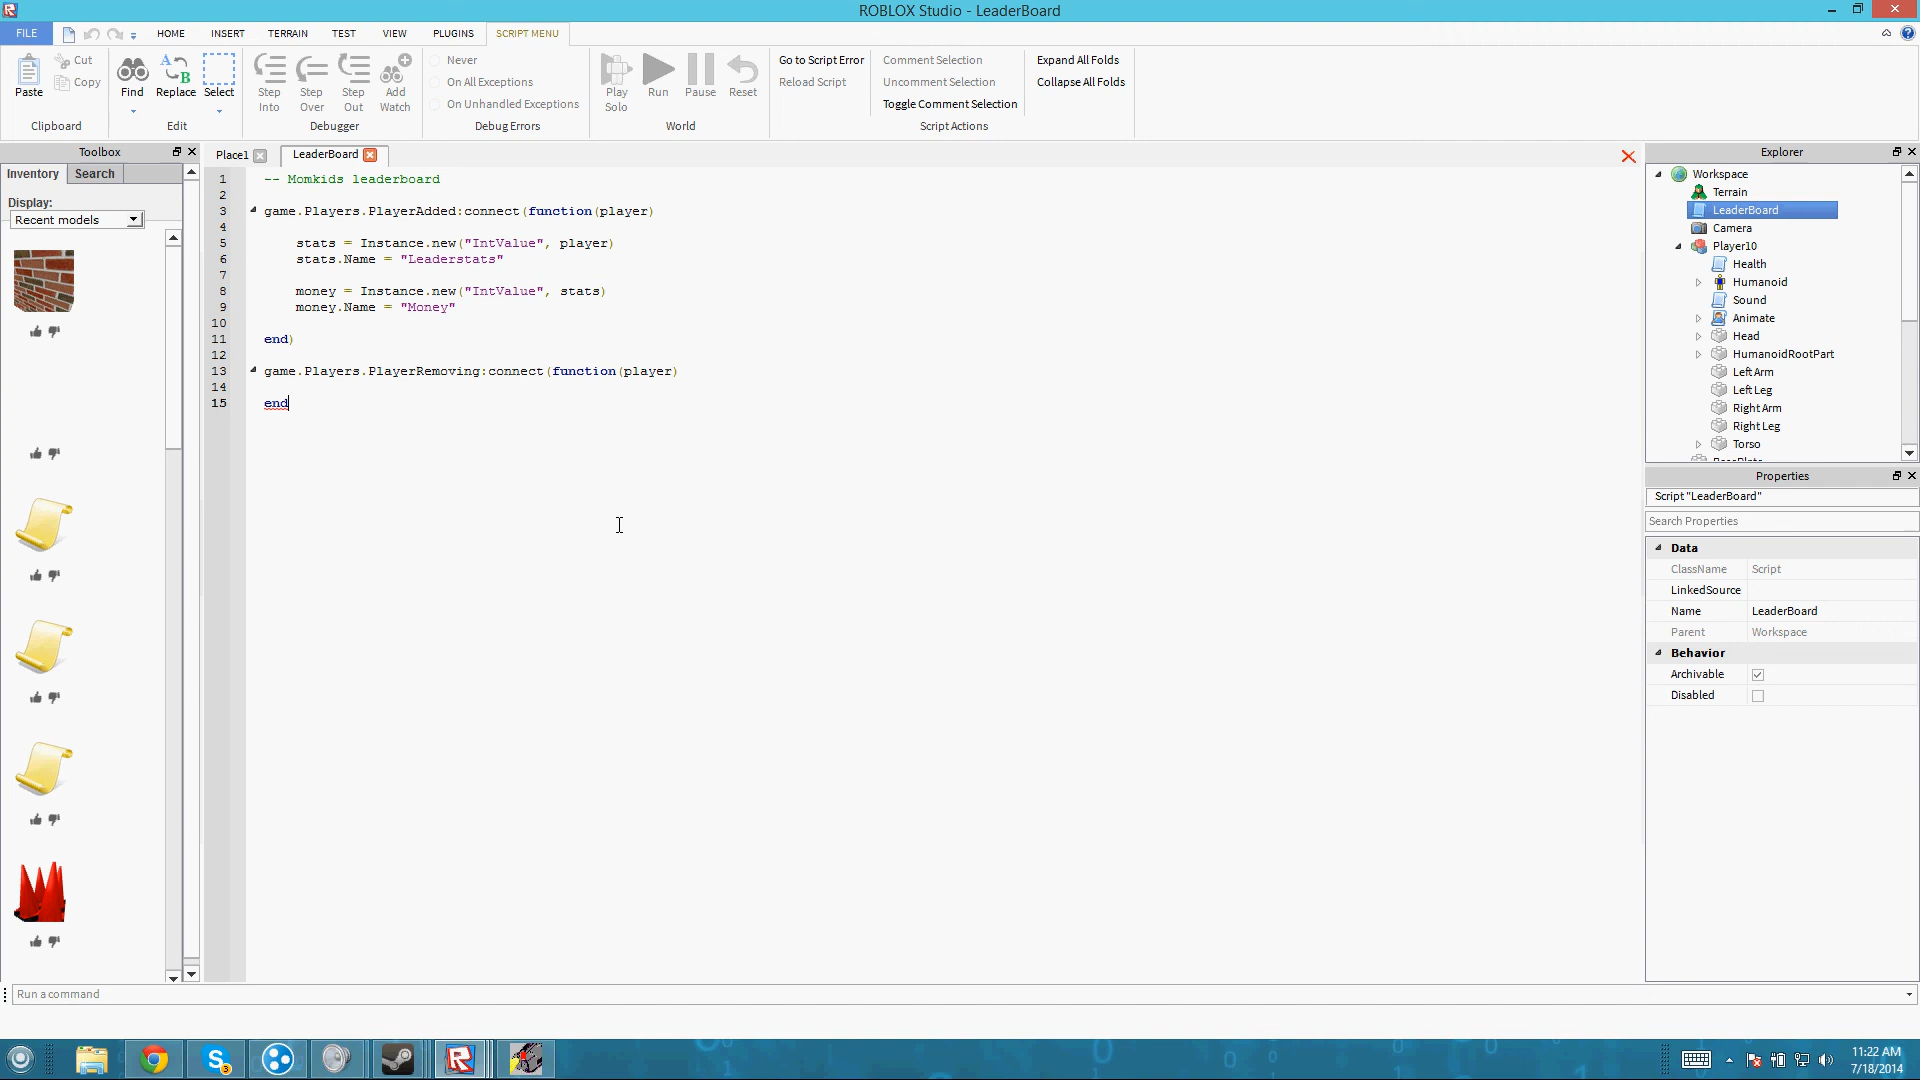 ROBLOX Studio - LeaderBoard
FILE HOME INSERT TERRAIN TEST VIEW PLUGINS SCRIPT MENU
Paste
Cut
Copy
Clipboard
Find
Replace
Select
Edit
Step Into
Step Over
Step Out
Add Watch
Debugger
Never
On All Exceptions
On Unhandled Exceptions
Debug Errors
Play Solo
Run
Pause
Reset
World
Go to Script Error
Reload Script
Comment Selection
Uncomment Selection
Toggle Comment Selection
Expand All Folds
Collapse All Folds
Script Actions
Toolbox
Inventory Search
Display:
Recent models
Place1 LeaderBoard
1 -- Momkids leaderboard
2
3 game.Players.PlayerAdded:connect(function(player)
4
5 stats = Instance.new("IntValue", player)
6 stats.Name = "Leaderstats"
7
8 money = Instance.new("IntValue", stats)
9 money.Name = "Money"
10
11 end)
12
13 game.Players.PlayerRemoving:connect(function(player)
14
15 end
Explorer
Workspace
Terrain
LeaderBoard
Camera
Player10
Health
Humanoid
Sound
Animate
Head
HumanoidRootPart
Left Arm
Left Leg
Right Arm
Right Leg
Torso
Properties
Script "LeaderBoard"
Search Properties
Data
ClassName Script
LinkedSource
Name LeaderBoard
Parent Workspace
Behavior
Archivable
Disabled
Run a command
3
11:22 AM
7/18/2014